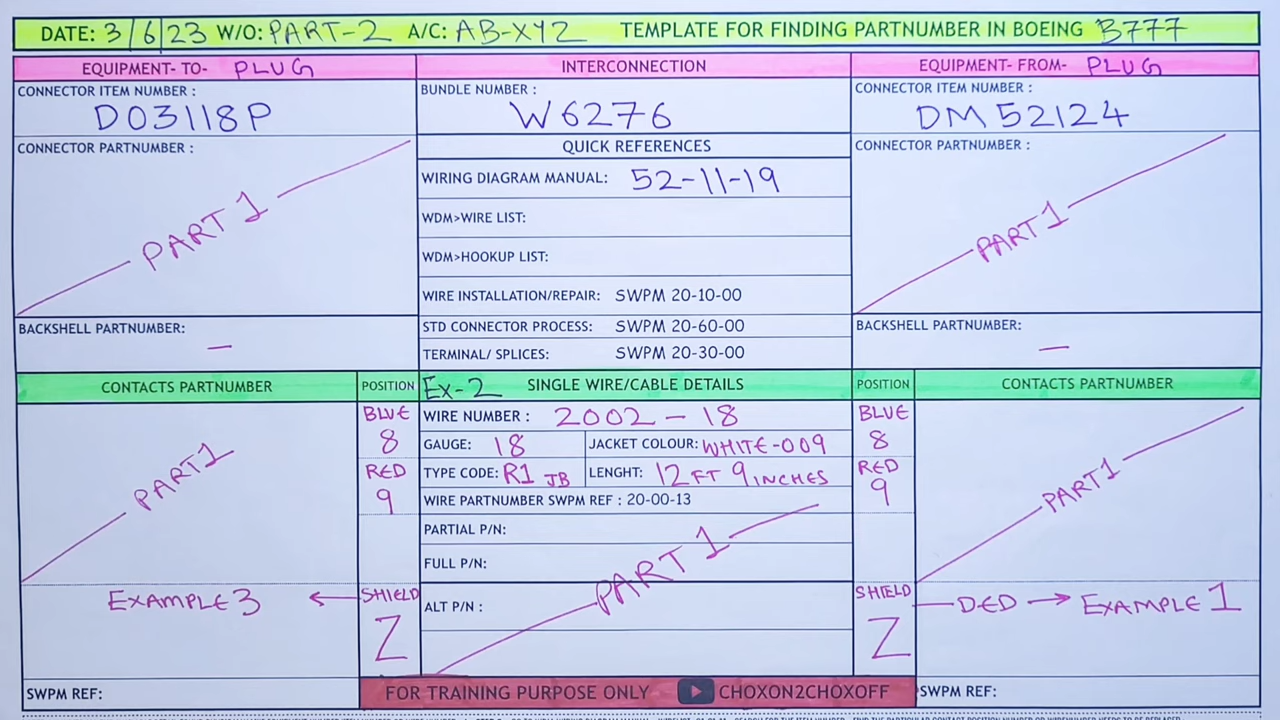 DATE: 3/6/23 W/O: PART-2 A/C: AB-XYZ TEMPLATE FOR FINDING PARTNUMBER IN BOEING B777
EQUIPMENT- TO- PLUG INTERCONNECTION EQUIPMENT- FROM- PLUG
CONNECTOR ITEM NUMBER : BUNDLE NUMBER : CONNECTOR ITEM NUMBER :
D03118P W6276 DM52124
CONNECTOR PARTNUMBER : QUICK REFERENCES CONNECTOR PARTNUMBER :
WIRING DIAGRAM MANUAL: 52-11-19
PART 1 WDM>WIRE LIST: PART 1
WDM>HOOKUP LIST:
WIRE INSTALLATION/REPAIR: SWPM 20-10-00
BACKSHELL PARTNUMBER: STD CONNECTOR PROCESS: SWPM 20-60-00 BACKSHELL PARTNUMBER:
— TERMINAL/ SPLICES: SWPM 20-30-00 —
CONTACTS PARTNUMBER POSITION Ex-2 SINGLE WIRE/CABLE DETAILS POSITION CONTACTS PARTNUMBER
BLUE WIRE NUMBER : 2002 - 18 BLUE
8 GAUGE: 18 JACKET COLOUR: WHITE-009 8
PART 1 RED TYPE CODE: R1 JB LENGHT: 12 FT 9 INCHES RED PART 1
9 WIRE PARTNUMBER SWPM REF : 20-00-13 9
PARTIAL P/N:
FULL P/N: PART 1
EXAMPLE 3 ← SHIELD ALT P/N : SHIELD — DED → EXAMPLE 1
Z Z
SWPM REF: FOR TRAINING PURPOSE ONLY CHOXON2CHOXOFF SWPM REF: